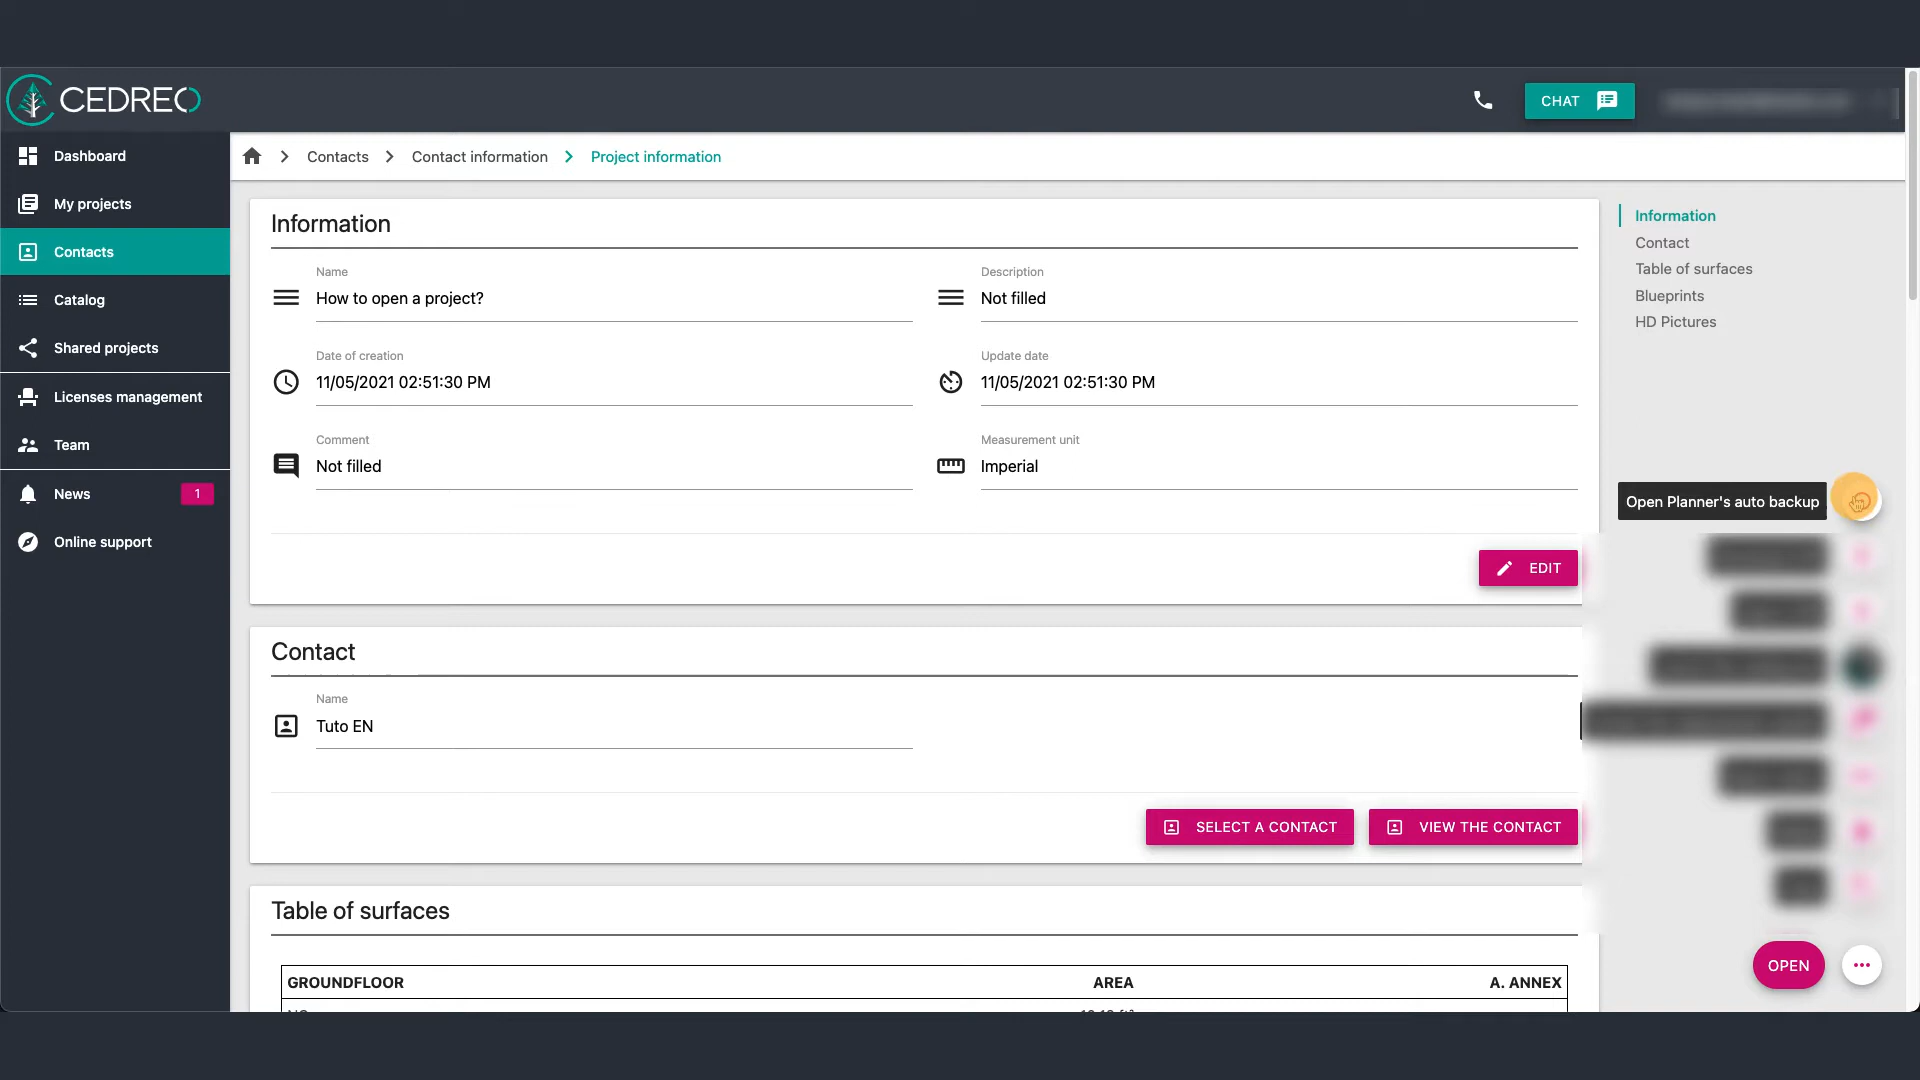 CEDREO
CHAT
Dashboard
My projects
Contacts
Catalog
Shared projects
Licenses management
Team
News
1
Online support
Contacts
Contact information
Project information
Information
Name
How to open a project?
Description
Not filled
Date of creation
11/05/2021 02:51:30 PM
Update date
11/05/2021 02:51:30 PM
Comment
Not filled
Measurement unit
Imperial
EDIT
Contact
Name
Tuto EN
SELECT A CONTACT
VIEW THE CONTACT
Table of surfaces
GROUNDFLOOR AREA A. ANNEX
Information
Contact
Table of surfaces
Blueprints
HD Pictures
Open Planner's auto backup
OPEN